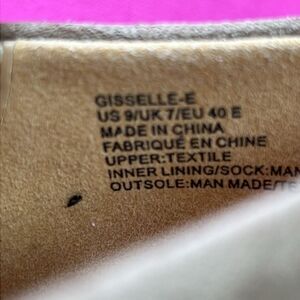 GISSELLE-E
US 9/UK 7/EU 40 E
MADE IN CHINA
FABRIQUÉ EN CHINE
UPPER:TEXTILE
INNER LINING/SOCK:MAN
OUTSOLE:MAN MADE/TE